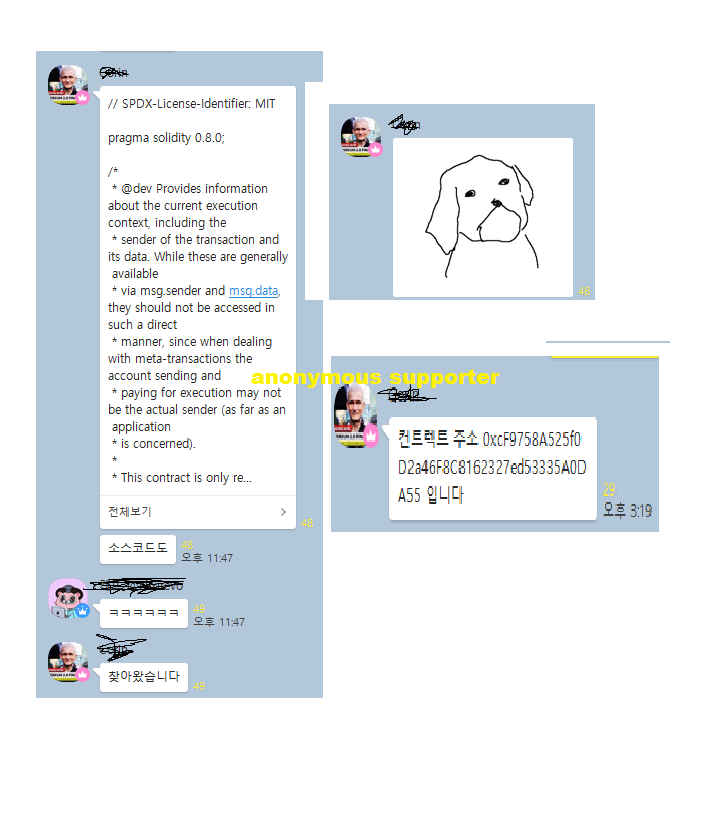 // SPDX-License-Identifier: MIT
pragma solidity 0.8.0;
/*
* @dev Provides information
about the current execution
context, including the
* sender of the transaction and
its data. While these are generally
available
* via msg.sender and msg.data,
they should not be accessed in
such a direct
* manner, since when dealing
with meta-transactions the
account sending and
* paying for execution may not
be the actual sender (as far as an
application
* is concerned).
*
* This contract is only re...
전체보기
48
소스코드도
48
오후 11:47
ㅋㅋㅋㅋㅋㅋ
49
오후 11:47
찾아왔습니다
49
48
anonymous supporter
컨트렉트 주소 0xcF9758A525f0
D2a46F8C8162327ed53335A0D
A55 입니다
29
오후 3:19